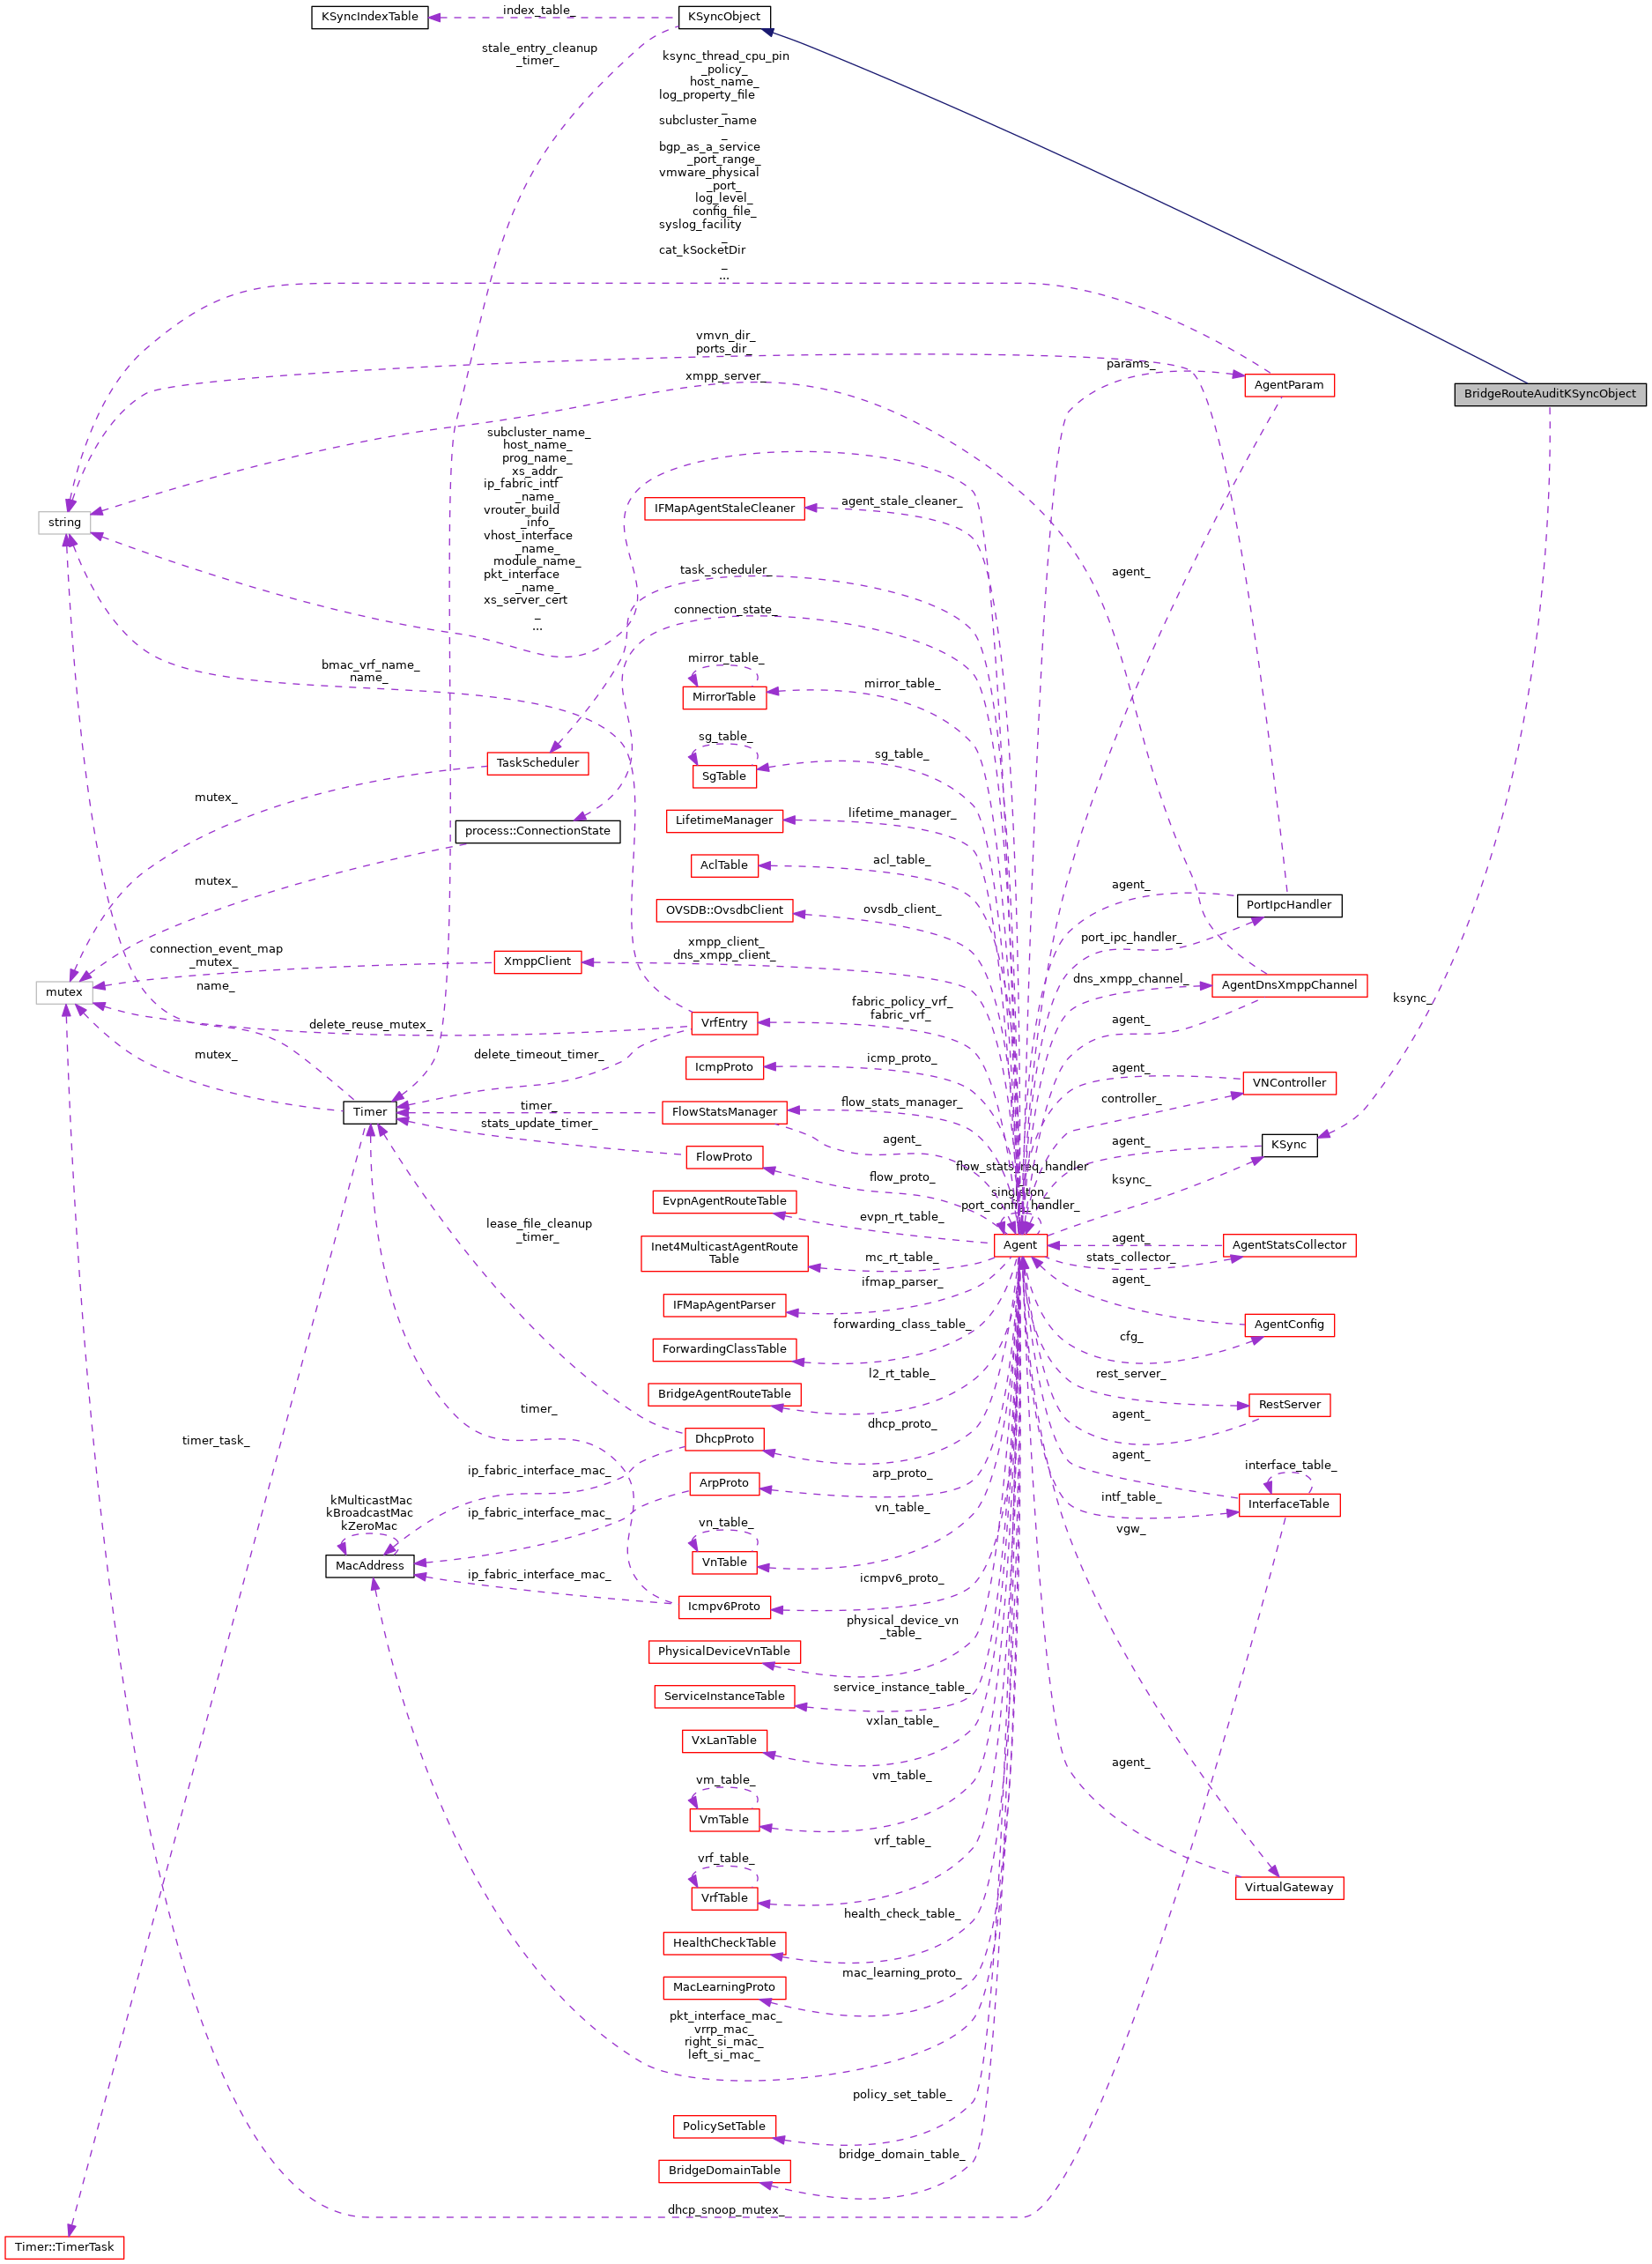 KSyncIndexTable
index_table_
KSyncObject
stale_entry_cleanup
_timer_
ksync_thread_cpu_pin
_policy_
host_name_
log_property_file
_
subcluster_name
_
bgp_as_a_service
_port_range_
vmware_physical
_port_
log_level_
config_file_
syslog_facility
_
cat_kSocketDir
_
...
vmvn_dir_
ports_dir_
params_
AgentParam
BridgeRouteAuditKSyncObject
xmpp_server_
subcluster_name_
host_name_
prog_name_
xs_addr_
ip_fabric_intf
_name_
vrouter_build
_info_
vhost_interface
_name_
module_name_
pkt_interface
_name_
xs_server_cert
_
...
string
IFMapAgentStaleCleaner
agent_stale_cleaner_
task_scheduler_
agent_
connection_state_
bmac_vrf_name_
name_
mirror_table_
MirrorTable
mirror_table_
sg_table_
SgTable
sg_table_
TaskScheduler
mutex_
LifetimeManager
lifetime_manager_
process::ConnectionState
mutex_
AclTable
acl_table_
OVSDB::OvsdbClient
ovsdb_client_
agent_
PortIpcHandler
port_ipc_handler_
connection_event_map
_mutex_
XmppClient
xmpp_client_
dns_xmpp_client_
dns_xmpp_channel_
AgentDnsXmppChannel
ksync_
mutex
name_
delete_reuse_mutex_
VrfEntry
fabric_policy_vrf_
fabric_vrf_
agent_
mutex_
delete_timeout_timer_
IcmpProto
icmp_proto_
agent_
VNController
controller_
Timer
timer_
FlowStatsManager
flow_stats_manager_
stats_update_timer_
agent_
FlowProto
flow_proto_
agent_
KSync
ksync_
flow_stats_req_handler
_
singleton_
port_config_handler_
EvpnAgentRouteTable
evpn_rt_table_
lease_file_cleanup
_timer_
Agent
agent_
AgentStatsCollector
stats_collector_
Inet4MulticastAgentRoute
Table
mc_rt_table_
IFMapAgentParser
ifmap_parser_
agent_
AgentConfig
cfg_
ForwardingClassTable
forwarding_class_table_
BridgeAgentRouteTable
l2_rt_table_
rest_server_
RestServer
agent_
timer_
timer_task_
DhcpProto
dhcp_proto_
agent_
ip_fabric_interface_mac_
ArpProto
arp_proto_
interface_table_
InterfaceTable
intf_table_
kMulticastMac
kBroadcastMac
kZeroMac
ip_fabric_interface_mac_
vn_table_
VnTable
vn_table_
vgw_
MacAddress
ip_fabric_interface_mac_
Icmpv6Proto
icmpv6_proto_
PhysicalDeviceVnTable
physical_device_vn
_table_
ServiceInstanceTable
service_instance_table_
VxLanTable
vxlan_table_
agent_
vm_table_
VmTable
vm_table_
vrf_table_
VrfTable
vrf_table_
VirtualGateway
HealthCheckTable
health_check_table_
MacLearningProto
mac_learning_proto_
pkt_interface_mac_
vrrp_mac_
right_si_mac_
left_si_mac_
PolicySetTable
policy_set_table_
BridgeDomainTable
bridge_domain_table_
dhcp_snoop_mutex_
Timer::TimerTask